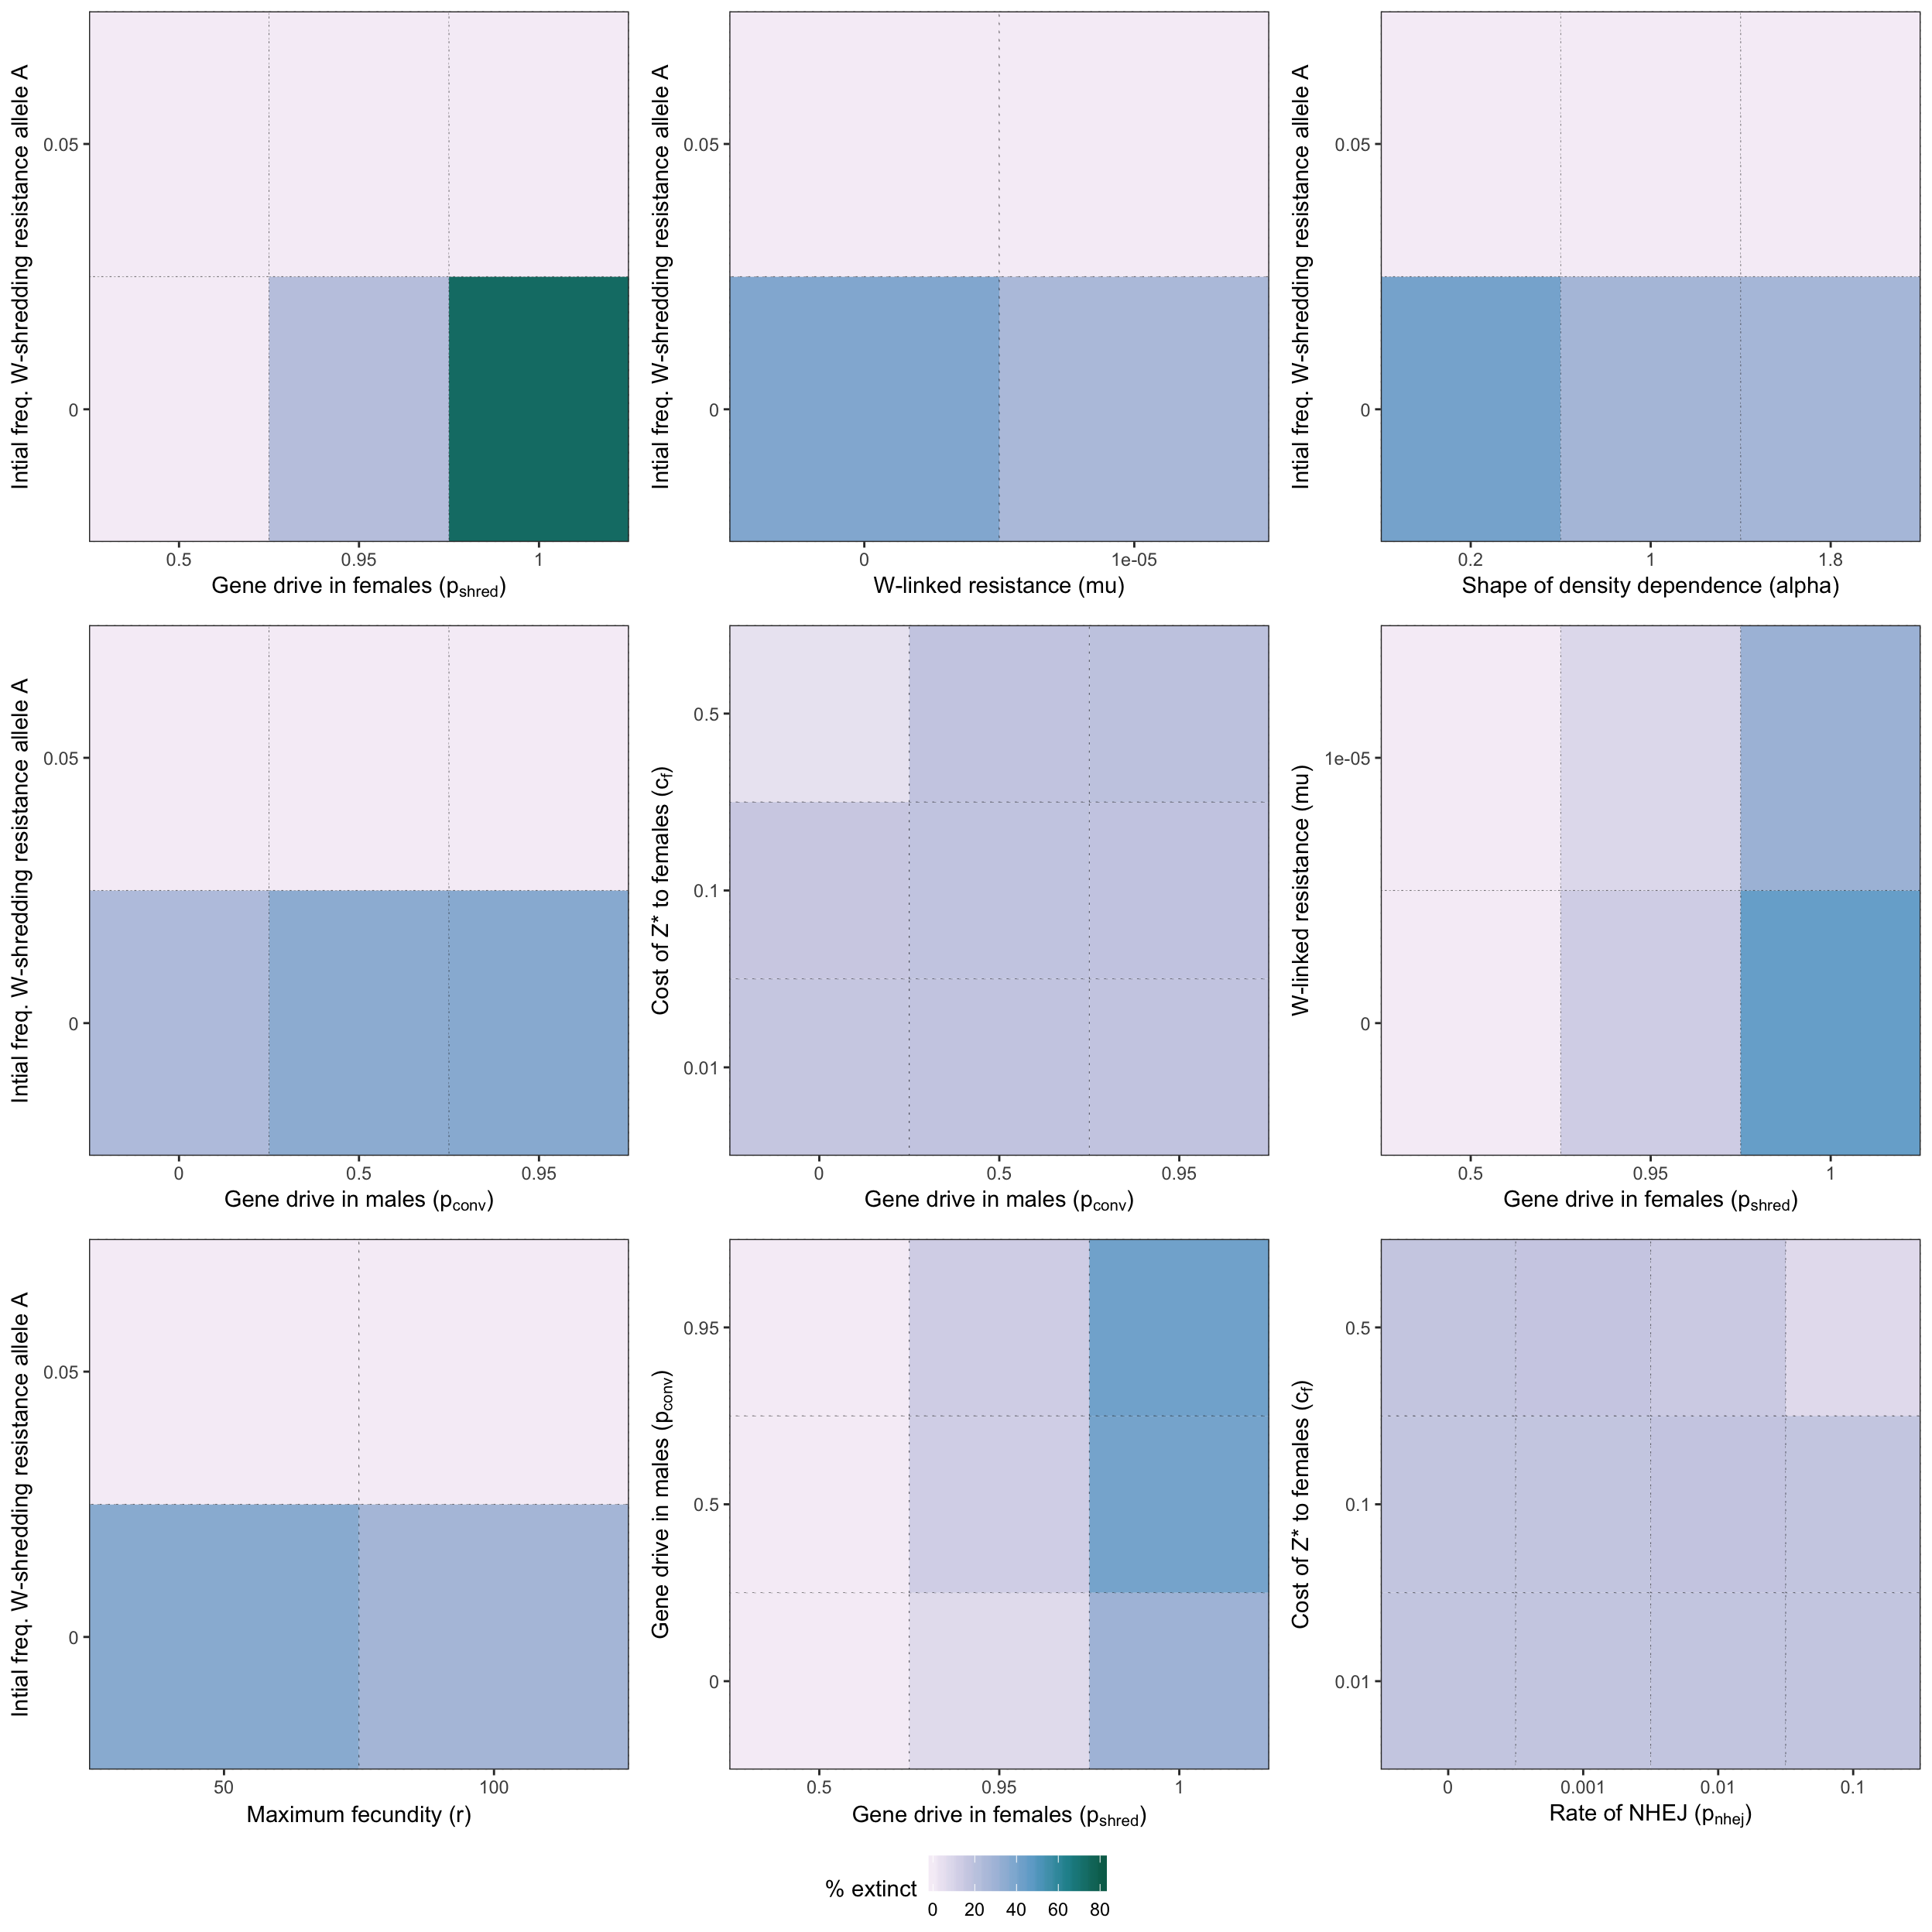 Intial freq. W-shredding resistance allele A
0.05
0
0.5 0.95 1
Gene drive in females (pshred)
Intial freq. W-shredding resistance allele A
0.05
0
0 1e-05
W-linked resistance (mu)
Intial freq. W-shredding resistance allele A
0.05
0
0.2 1 1.8
Shape of density dependence (alpha)
Intial freq. W-shredding resistance allele A
0.05
0
0 0.5 0.95
Gene drive in males (pconv)
Cost of Z* to females (cf)
0.5
0.1
0.01
0 0.5 0.95
Gene drive in males (pconv)
W-linked resistance (mu)
1e-05
0
0.5 0.95 1
Gene drive in females (pshred)
Intial freq. W-shredding resistance allele A
0.05
0
50 100
Maximum fecundity (r)
Gene drive in males (pconv)
0.95
0.5
0
0.5 0.95 1
Gene drive in females (pshred)
Cost of Z* to females (cf)
0.5
0.1
0.01
0 0.001 0.01 0.1
Rate of NHEJ (pnhej)
% extinct
0 20 40 60 80